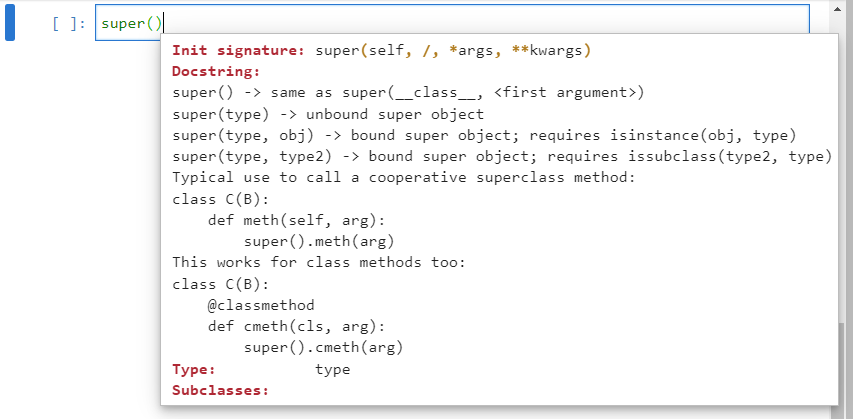 [ ]: super()
Init signature: super(self, /, *args, **kwargs)
Docstring:
super() -> same as super(__class__, <first argument>)
super(type) -> unbound super object
super(type, obj) -> bound super object; requires isinstance(obj, type)
super(type, type2) -> bound super object; requires issubclass(type2, type)
Typical use to call a cooperative superclass method:
class C(B):
    def meth(self, arg):
        super().meth(arg)
This works for class methods too:
class C(B):
    @classmethod
    def cmeth(cls, arg):
        super().cmeth(arg)
Type:           type
Subclasses: